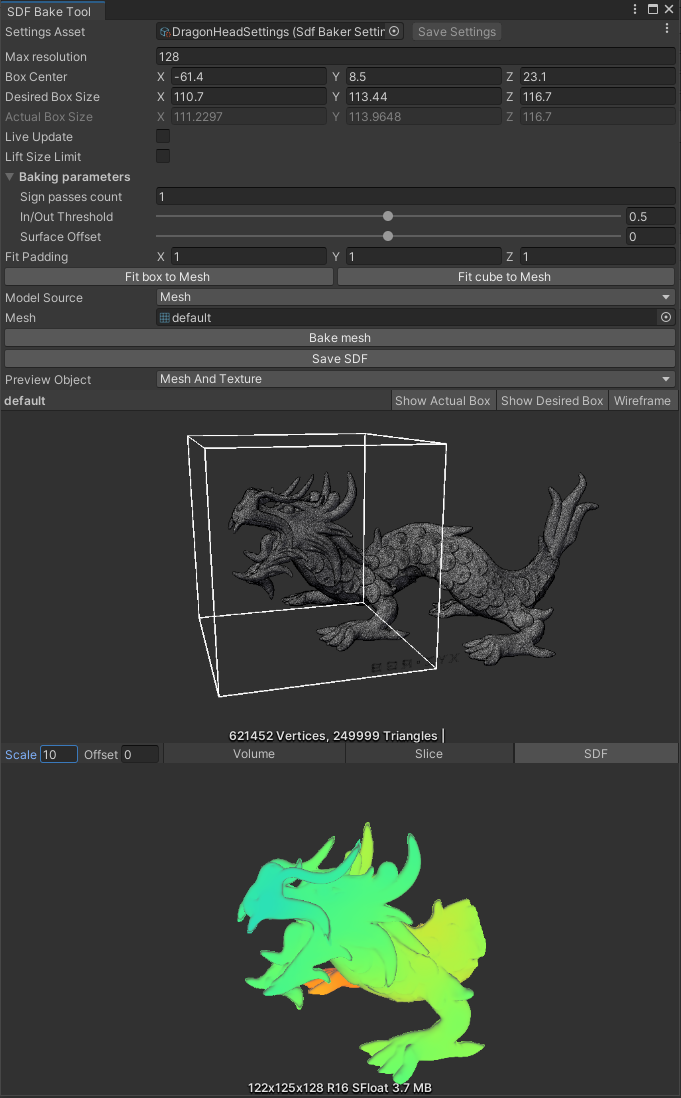 SDF Bake Tool
Settings Asset DragonHeadSettings (Sdf Baker Settin Save Settings
Max resolution 128
Box Center X -61.4 Y 8.5 Z 23.1
Desired Box Size X 110.7 Y 113.44 Z 116.7
Actual Box Size X 111.2297 Y 113.9648 Z 116.7
Live Update
Lift Size Limit
Baking parameters
Sign passes count 1
In/Out Threshold 0.5
Surface Offset 0
Fit Padding X 1 Y 1 Z 1
Fit box to Mesh Fit cube to Mesh
Model Source Mesh
Mesh default
Bake mesh
Save SDF
Preview Object Mesh And Texture
default Show Actual Box Show Desired Box Wireframe
621452 Vertices, 249999 Triangles |
Scale 10 Offset 0 Volume Slice SDF
122x125x128 R16 SFloat 3.7 MB